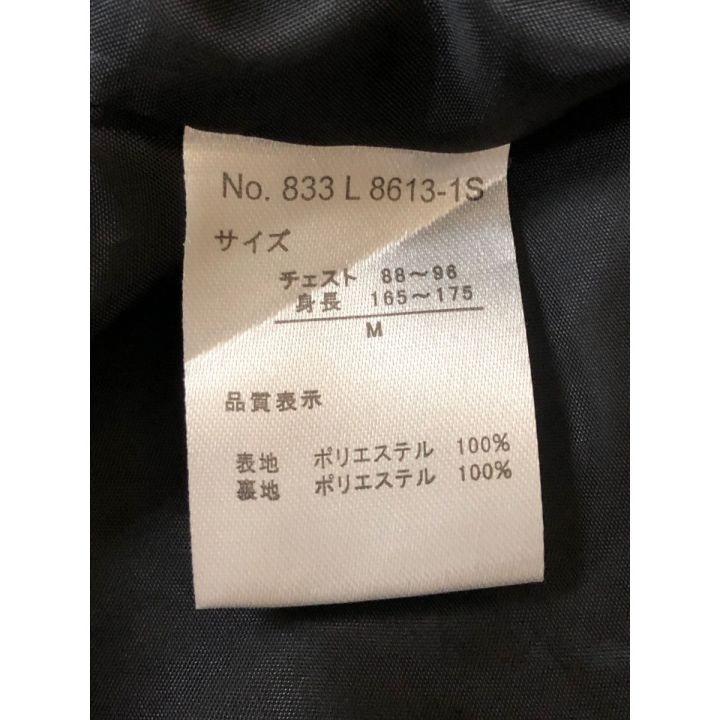 No. 833 L 8613-1S
サイズ
チェスト 88～96
身長 165～175
M
品質表示
表地 ポリエステル 100%
裏地 ポリエステル 100%